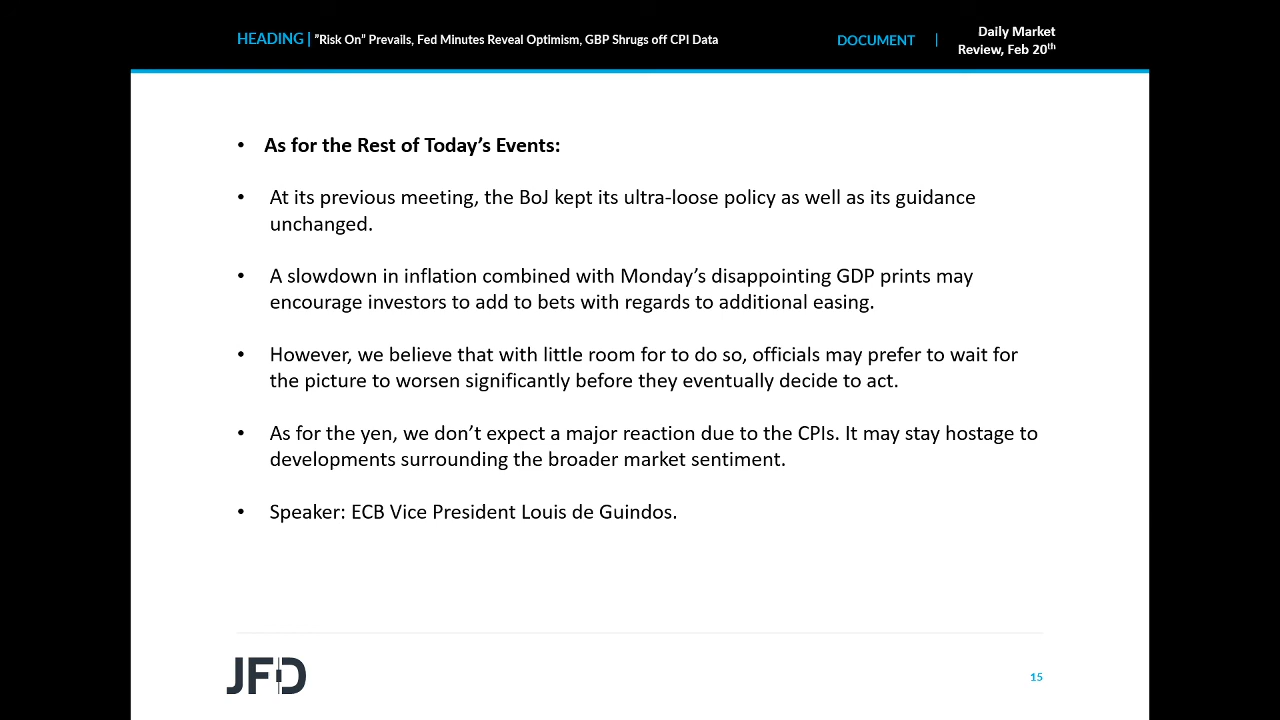 HEADING | "Risk On" Prevails, Fed Minutes Reveal Optimism, GBP Shrugs off CPI Data
DOCUMENT | Daily Market
Review, Feb 20th
• As for the Rest of Today's Events:
• At its previous meeting, the BoJ kept its ultra-loose policy as well as its guidance
unchanged.
• A slowdown in inflation combined with Monday's disappointing GDP prints may
encourage investors to add to bets with regards to additional easing.
• However, we believe that with little room for to do so, officials may prefer to wait for
the picture to worsen significantly before they eventually decide to act.
• As for the yen, we don't expect a major reaction due to the CPIs. It may stay hostage to
developments surrounding the broader market sentiment.
• Speaker: ECB Vice President Louis de Guindos.
JFD
15